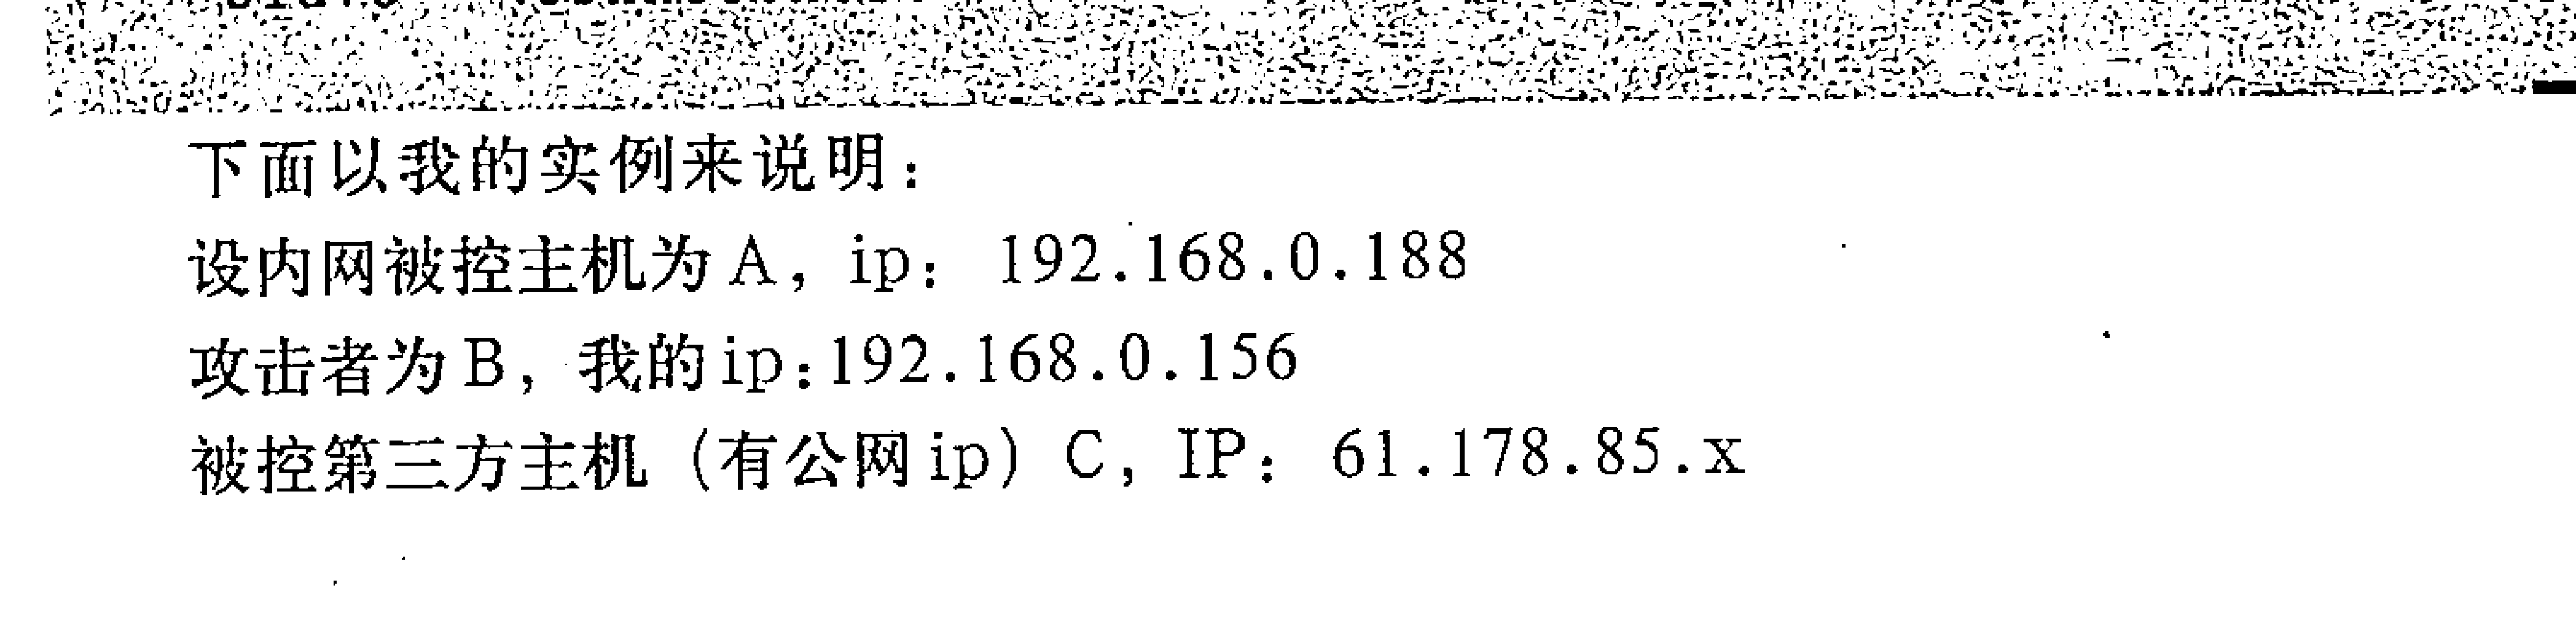 下面以我的实例来说明：
设内网被控主机为A，ip： 192.168.0.188
攻击者为B，我的ip:192.168.0.156
被控第三方主机（有公网ip）C，IP：61.178.85.x